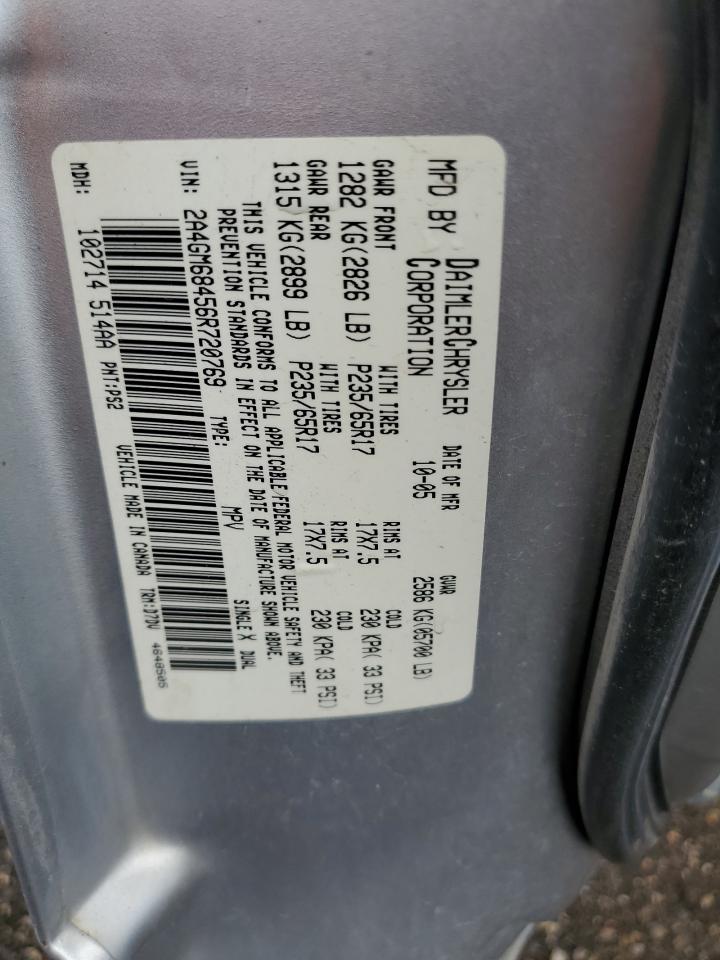 MFD BY DAIMLERCHRYSLER CORPORATION DATE OF MFR 10-05 GVWR 2586 KG(05700 LB)
GAWR FRONT WITH TIRES RIMS AT COLD
1282 KG(2826 LB) P235/65R17 17X7.5 230 KPA( 33 PSI)
GAWR REAR WITH TIRES RIMS AT COLD
1315 KG(2899 LB) P235/65R17 17X7.5 230 KPA( 33 PSI)
THIS VEHICLE CONFORMS TO ALL APPLICABLE FEDERAL MOTOR VEHICLE SAFETY AND THEFT
PREVENTION STANDARDS IN EFFECT ON THE DATE OF MANUFACTURE SHOWN ABOVE.
VIN: 2A4GM68456R720769 TYPE: MPV SINGLE X DUAL
MDH: 102714 514AA PNT:PS2 VEHICLE MADE IN CANADA TRM:D7DV 4648505